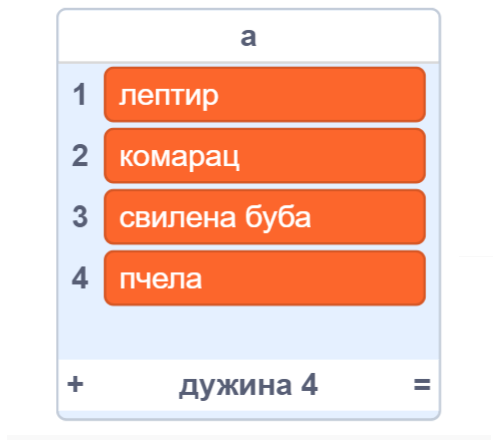 a
1 лептир
2 комарац
3 свилена буба
4 пчела
+ дужина 4 =